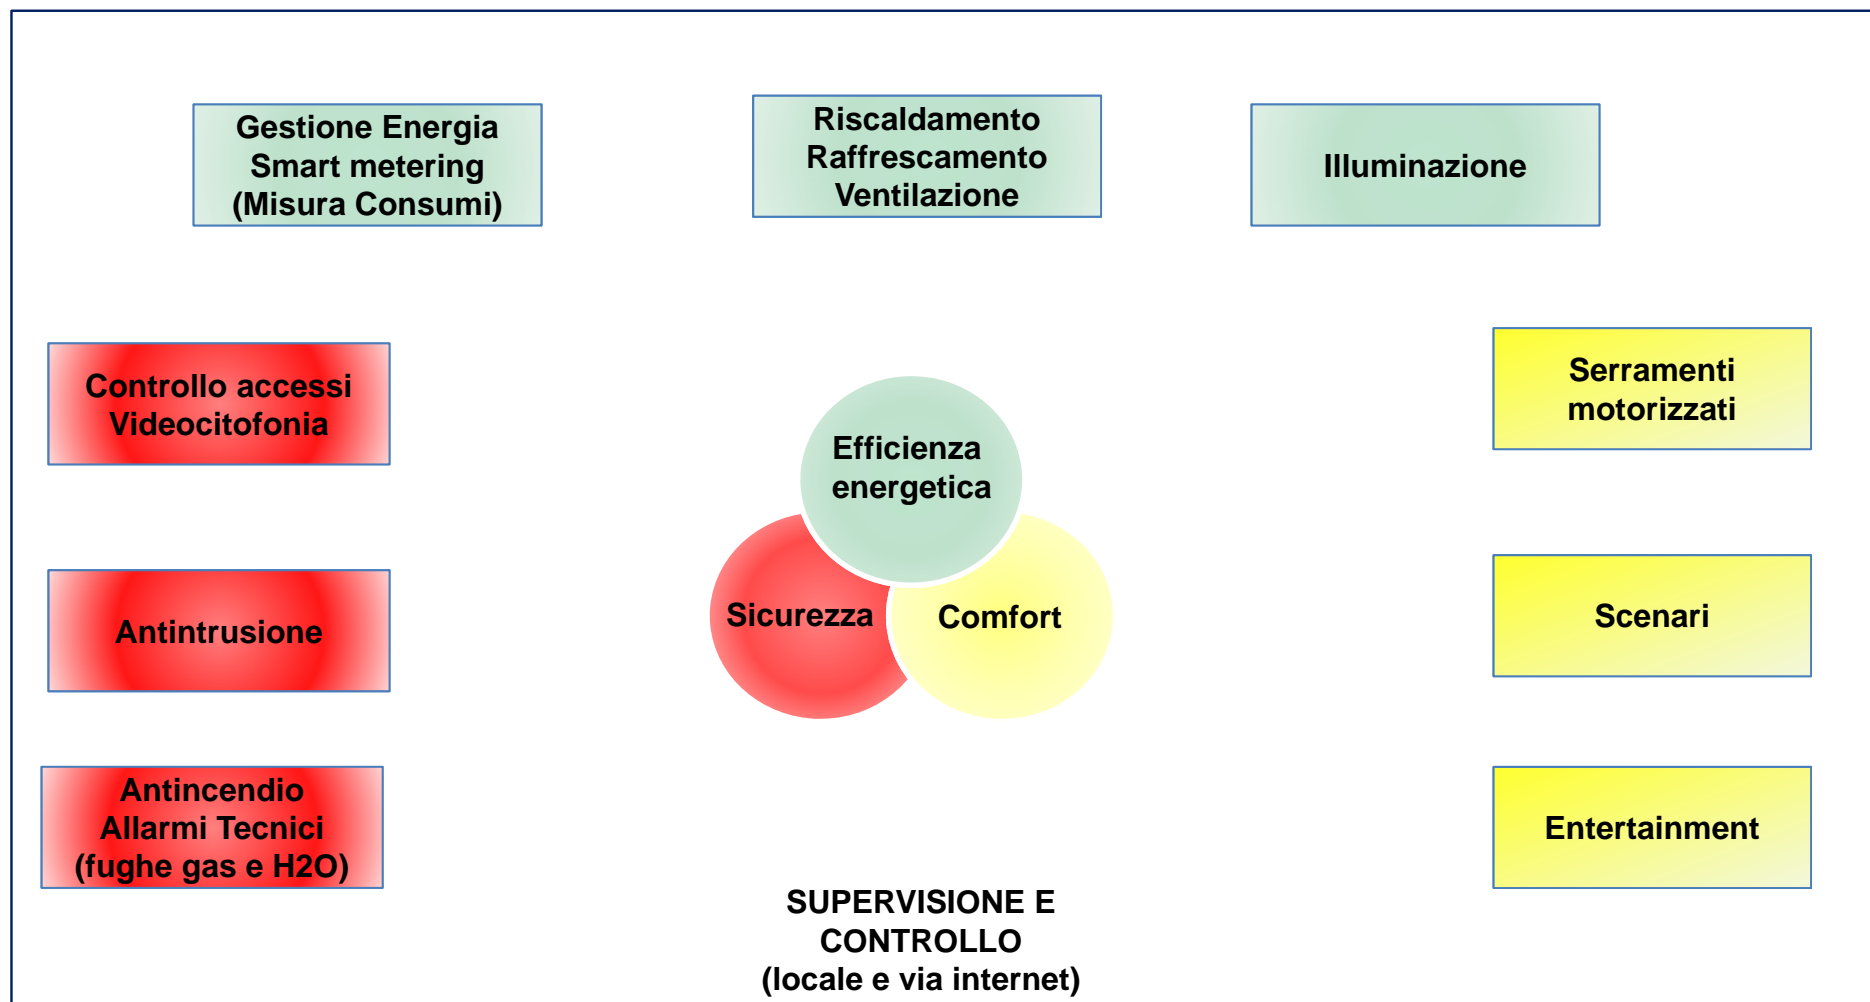 Gestione Energia
Smart metering
(Misura Consumi)
Riscaldamento
Raffrescamento
Ventilazione
Illuminazione
Controllo accessi
Videocitofonia
Antintrusione
Antincendio
Allarmi Tecnici
(fughe gas e H2O)
Efficienza
energetica
Sicurezza
Comfort
Serramenti
motorizzati
Scenari
Entertainment
SUPERVISIONE E
CONTROLLO
(locale e via internet)